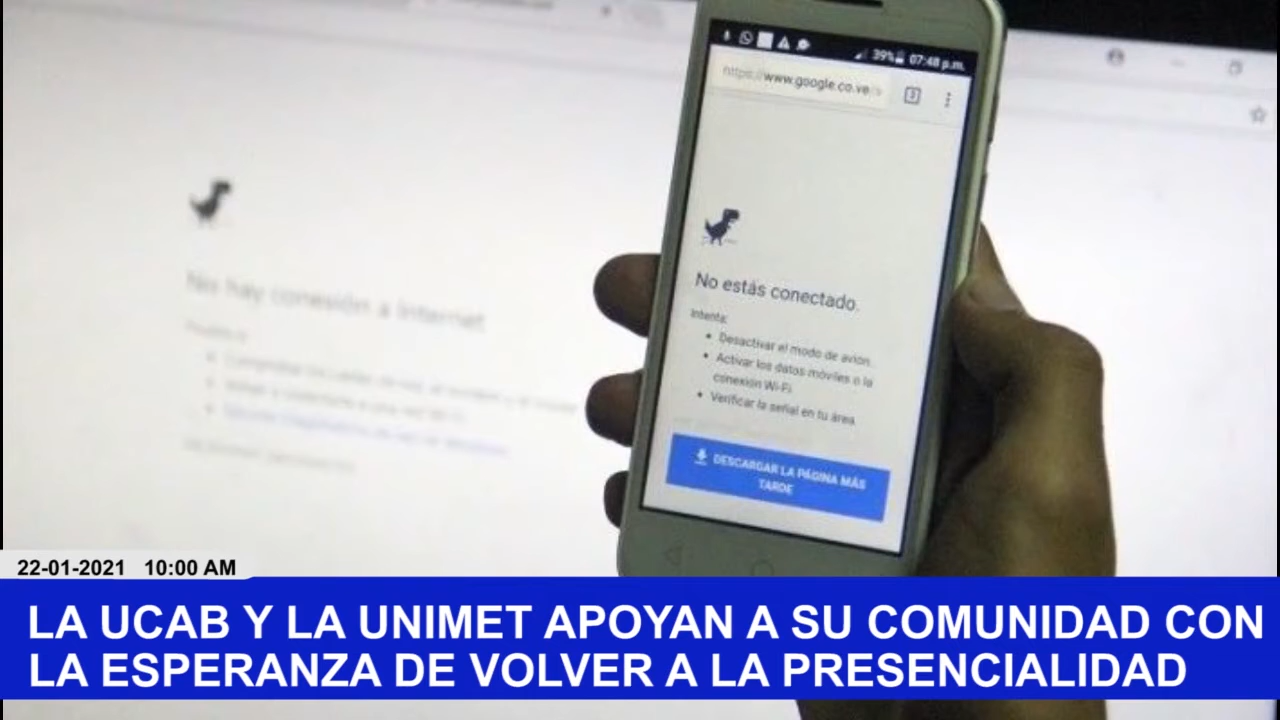 39% 07:48 p.m.
https://www.google.co.ve/
3
No estás conectado.
Intenta:
Desactivar el modo de avión.
Activar los datos móviles o la
conexión Wi-Fi
Verificar la señal en tu área.
DESCARGAR LA PÁGINA MÁS
TARDE
No hay conexión a Internet
22-01-2021 10:00 AM
LA UCAB Y LA UNIMET APOYAN A SU COMUNIDAD CON
LA ESPERANZA DE VOLVER A LA PRESENCIALIDAD